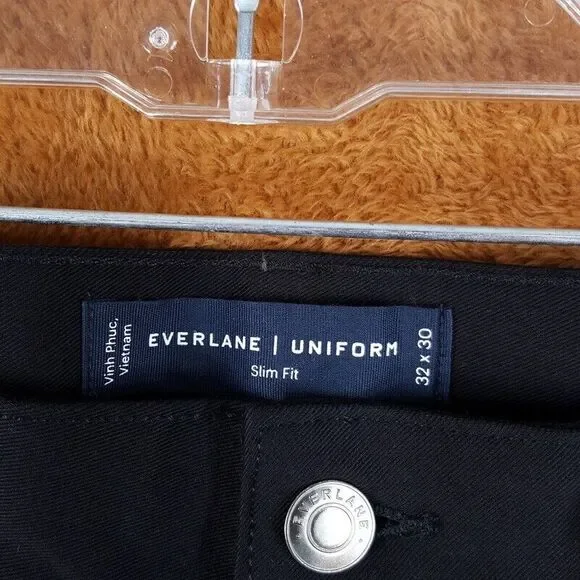 Vinh Phuc,
Vietnam
EVERLANE | UNIFORM
Slim Fit
32 x 30
• EVERLANE •